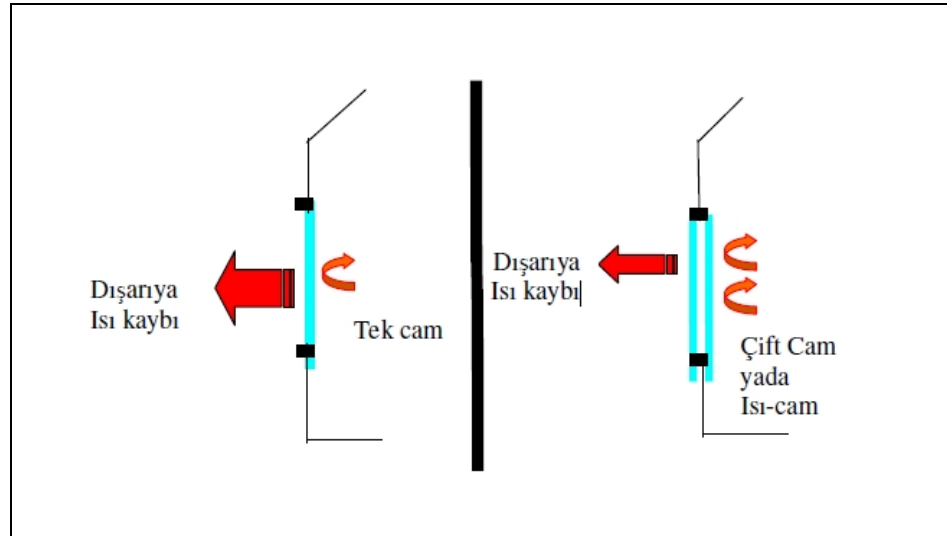 Dışarıya
Isı kaybı
Tek cam
Dışarıya
Isı kaybı
Çift Cam
yada
Isı-cam